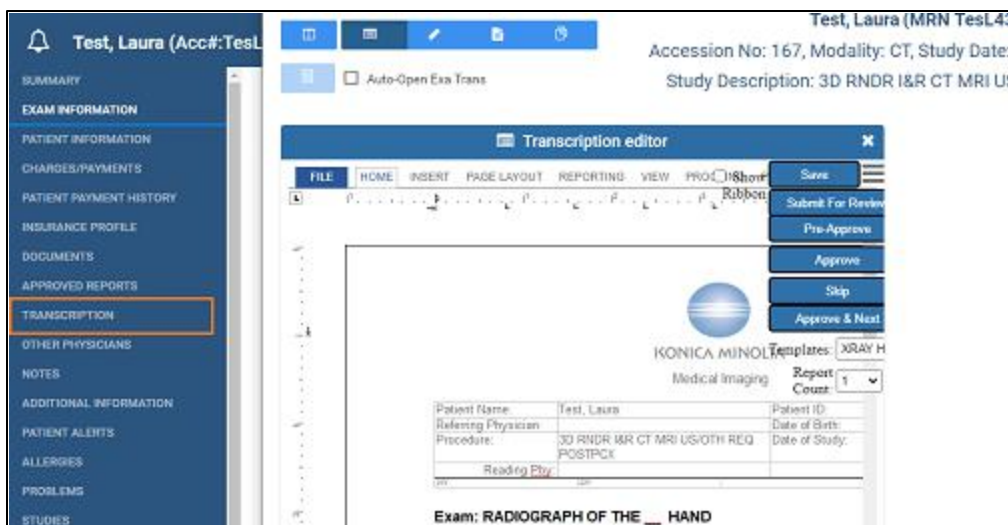 Test, Laura (Acc#:TesL
SUMMARY
EXAM INFORMATION
PATIENT INFORMATION
CHARGES/PAYMENTS
PATIENT PAYMENT HISTORY
INSURANCE PROFILE
DOCUMENTS
APPROVED REPORTS
TRANSCRIPTION
OTHER PHYSICIANS
NOTES
ADDITIONAL INFORMATION
PATIENT ALERTS
ALLERGIES
PROBLEMS
STUDIES
Test, Laura (MRN TesL43
Accession No: 167, Modality: CT, Study Date:
Auto-Open Exa Trans
Study Description: 3D RNDR I&R CT MRI US
Transcription editor
FILE HOME INSERT PAGE LAYOUT REPORTING VIEW
Show Ribbon
Save
Submit For Review
Pre-Approve
Approve
Skip
Approve & Next
KONICA MINOL
Templates: XRAY H
Medical Imaging
Report Count: 1
Patient Name: Test, Laura Patient ID:
Referring Physician Date of Birth:
Procedure: 3D RNDR I&R CT MRI US/OTH REQ Date of Study:
POSTPCX
Reading Phy:
Exam: RADIOGRAPH OF THE __ HAND